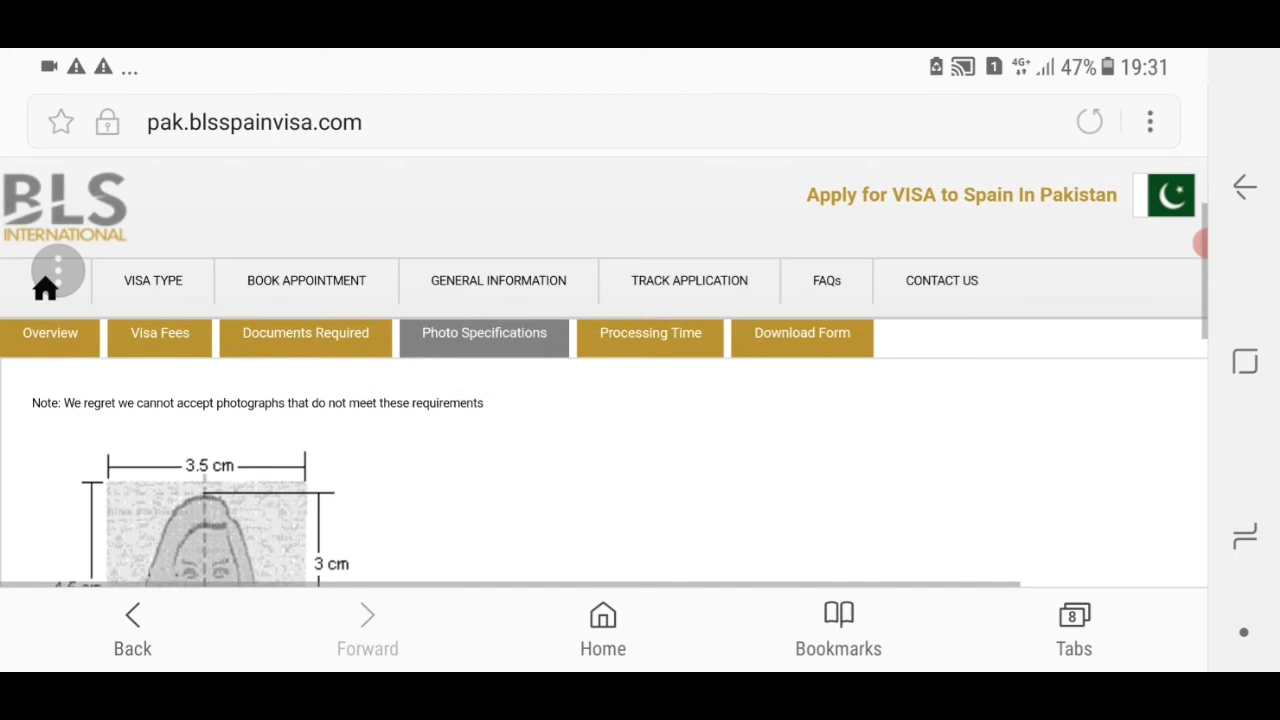 ... 1 4G+ 47% 19:31
pak.blsspainvisa.com
BLS
INTERNATIONAL
Apply for VISA to Spain In Pakistan
VISA TYPE BOOK APPOINTMENT GENERAL INFORMATION TRACK APPLICATION FAQs CONTACT US
Overview Visa Fees Documents Required Photo Specifications Processing Time Download Form
Note: We regret we cannot accept photographs that do not meet these requirements
3.5 cm
3 cm
8
Back Forward Home Bookmarks Tabs